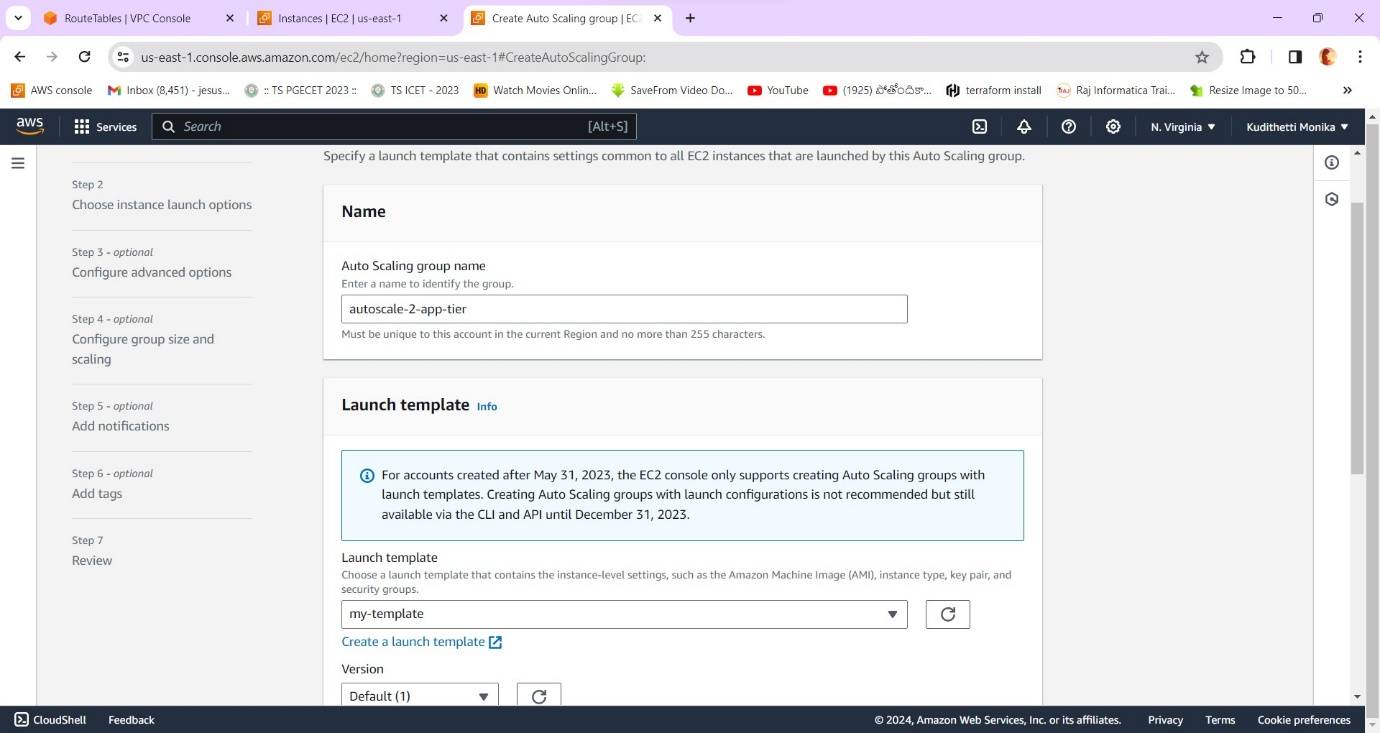 RouteTables | VPC Console
Instances | EC2 | us-east-1
Create Auto Scaling group | EC
us-east-1.console.aws.amazon.com/ec2/home?region=us-east-1#CreateAutoScalingGroup:
AWS console
Inbox (8,451) - jesus...
:: TS PGECET 2023 ::
TS ICET - 2023
HD
Watch Movies Onlin...
SaveFrom Video Do...
YouTube
(1925)
terraform install
Raj Informatica Trai...
Resize Image to 50...
aws
Services
Search
[Alt+S]
N. Virginia
Kudithetti Monika
Specify a launch template that contains settings common to all EC2 instances that are launched by this Auto Scaling group.
Step 2
Choose instance launch options
Step 3 - optional
Configure advanced options
Step 4 - optional
Configure group size and
scaling
Step 5 - optional
Add notifications
Step 6 - optional
Add tags
Step 7
Review
Name
Auto Scaling group name
Enter a name to identify the group.
autoscale-2-app-tier
Must be unique to this account in the current Region and no more than 255 characters.
Launch template Info
For accounts created after May 31, 2023, the EC2 console only supports creating Auto Scaling groups with
launch templates. Creating Auto Scaling groups with launch configurations is not recommended but still
available via the CLI and API until December 31, 2023.
Launch template
Choose a launch template that contains the instance-level settings, such as the Amazon Machine Image (AMI), instance type, key pair, and
security groups.
my-template
Create a launch template
Version
Default (1)
CloudShell
Feedback
© 2024, Amazon Web Services, Inc. or its affiliates.
Privacy
Terms
Cookie preferences